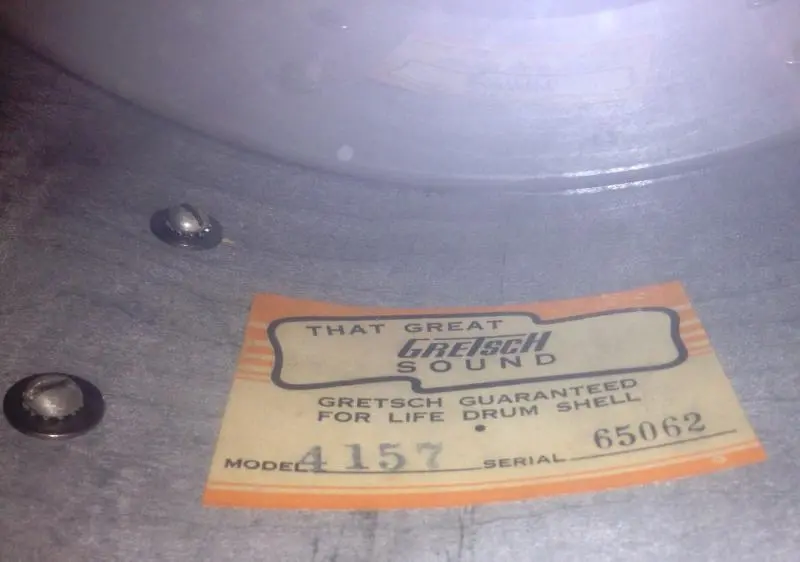 THAT GREAT
GRETSCH
SOUND
GRETSCH GUARANTEED
FOR LIFE DRUM SHELL
MODEL 4157 SERIAL 65062